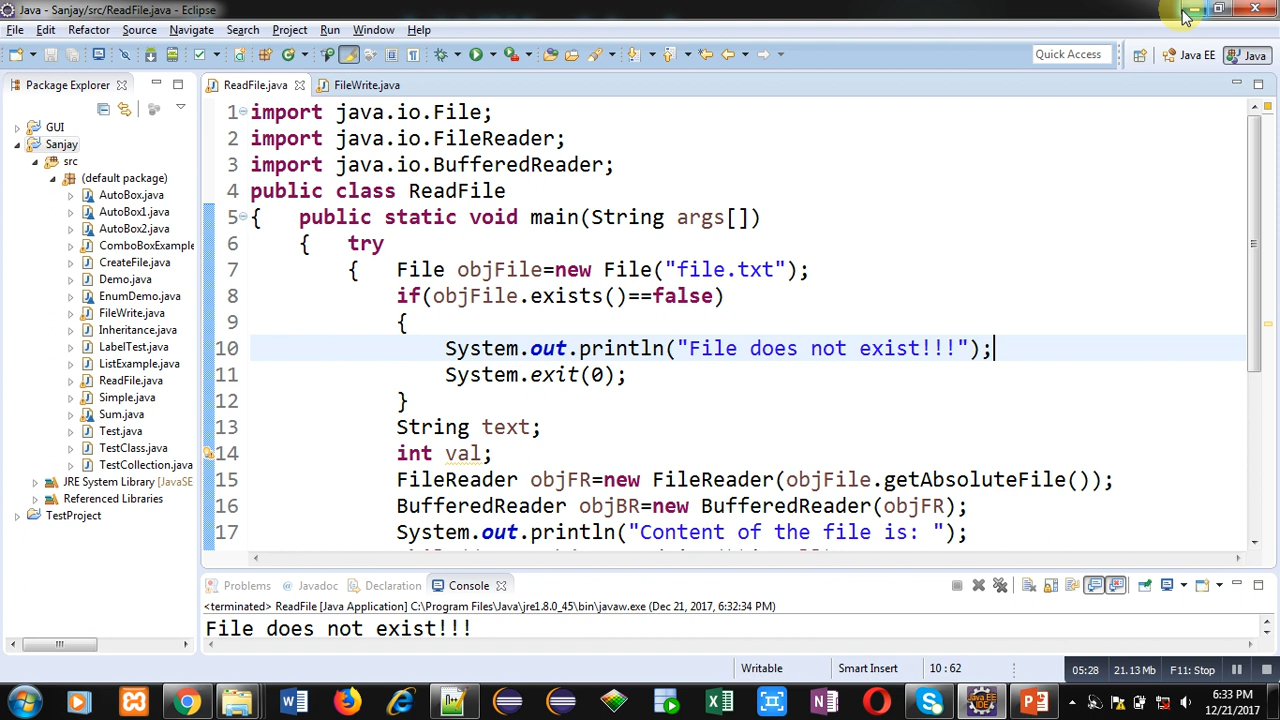 Java - Sanjay/src/ReadFile.java - Eclipse
File Edit Refactor Source Navigate Search Project Run Window Help
Quick Access
Java EE
Java
Package Explorer
ReadFile.java
FileWrite.java
GUI
Sanjay
src
(default package)
AutoBox.java
AutoBox1.java
AutoBox2.java
ComboBoxExample
CreateFile.java
Demo.java
EnumDemo.java
FileWrite.java
Inheritance.java
LabelTest.java
ListExample.java
ReadFile.java
Simple.java
Sum.java
Test.java
TestClass.java
TestCollection.java
JRE System Library [JavaSE
Referenced Libraries
TestProject
1 import java.io.File;
2 import java.io.FileReader;
3 import java.io.BufferedReader;
4 public class ReadFile
5 { public static void main(String args[])
6 { try
7 { File objFile=new File("file.txt");
8 if(objFile.exists()==false)
9 {
10 System.out.println("File does not exist!!!");
11 System.exit(0);
12 }
13 String text;
14 int val;
15 FileReader objFR=new FileReader(objFile.getAbsoluteFile());
16 BufferedReader objBR=new BufferedReader(objFR);
17 System.out.println("Content of the file is: ");
Problems Javadoc Declaration Console
<terminated> ReadFile [Java Application] C:\Program Files\Java\jre1.8.0_45\bin\javaw.exe (Dec 21, 2017, 6:32:34 PM)
File does not exist!!!
Writable
Smart Insert
10 : 62
05:28
21.13 Mb
F11: Stop
6:33 PM
12/21/2017